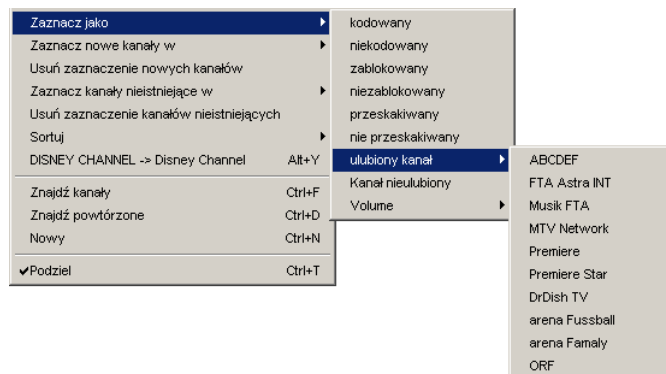 Zaznacz jako
Zaznacz nowe kanały w
Usuń zaznaczenie nowych kanałów
Zaznacz kanały nieistniejące w
Usuń zaznaczenie kanałów nieistniejących
Sortuj
DISNEY CHANNEL -> Disney Channel Alt+Y
Znajdź kanały Ctrl+F
Znajdź powtórzone Ctrl+D
Nowy Ctrl+N
Podziel Ctrl+T
kodowany
niekodowany
zablokowany
niezablokowany
przeskakiwany
nie przeskakiwany
ulubiony kanał
Kanał nieulubiony
Volume
ABCDEF
FTA Astra INT
Musik FTA
MTV Network
Premiere
Premiere Star
DrDish TV
arena Fussball
arena Famaly
ORF